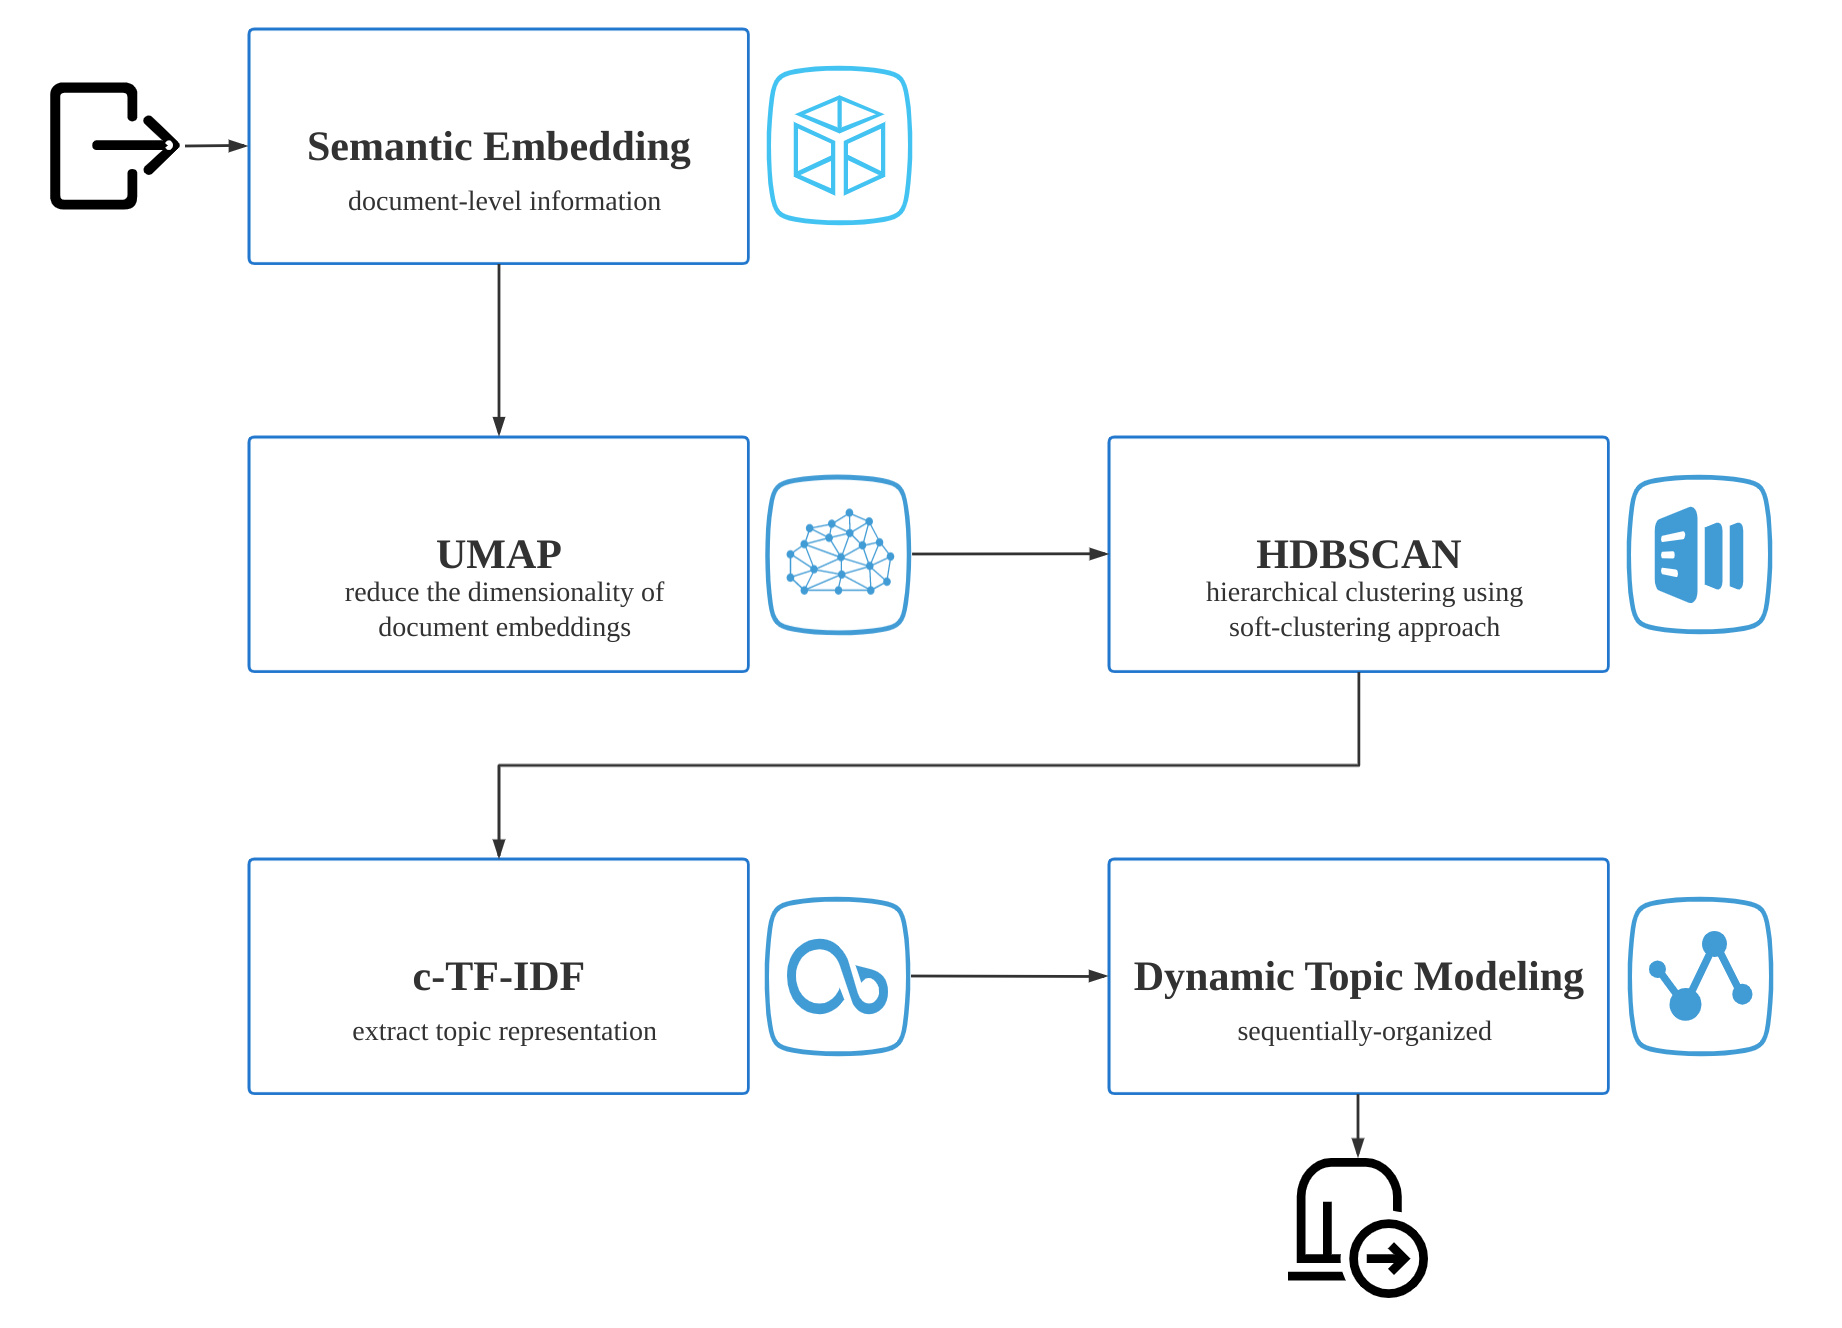 Semantic Embedding
document-level information
UMAP
reduce the dimensionality of
document embeddings
HDBSCAN
hierarchical clustering using
soft-clustering approach
c-TF-IDF
extract topic representation
Dynamic Topic Modeling
sequentially-organized